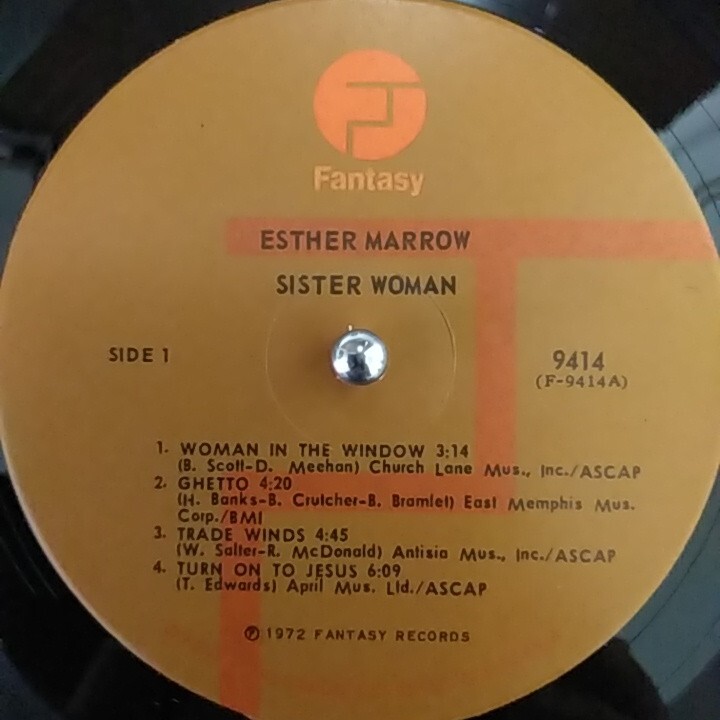 Fantasy
ESTHER MARROW
SISTER WOMAN
SIDE 1
9414
(F-9414A)
1. WOMAN IN THE WINDOW 3:14
(B. Scott-D. Meehan) Church Lane Mus., Inc./ASCAP
2. GHETTO 4:20
(H. Banks-B. Crutcher-B. Bramlet) East Memphis Mus.
Corp./BMI
3. TRADE WINDS 4:45
(W. Salter-R. McDonald) Antisia Mus., Inc./ASCAP
4. TURN ON TO JESUS 6:09
(T. Edwards) April Mus. Ltd./ASCAP
℗ 1972 FANTASY RECORDS